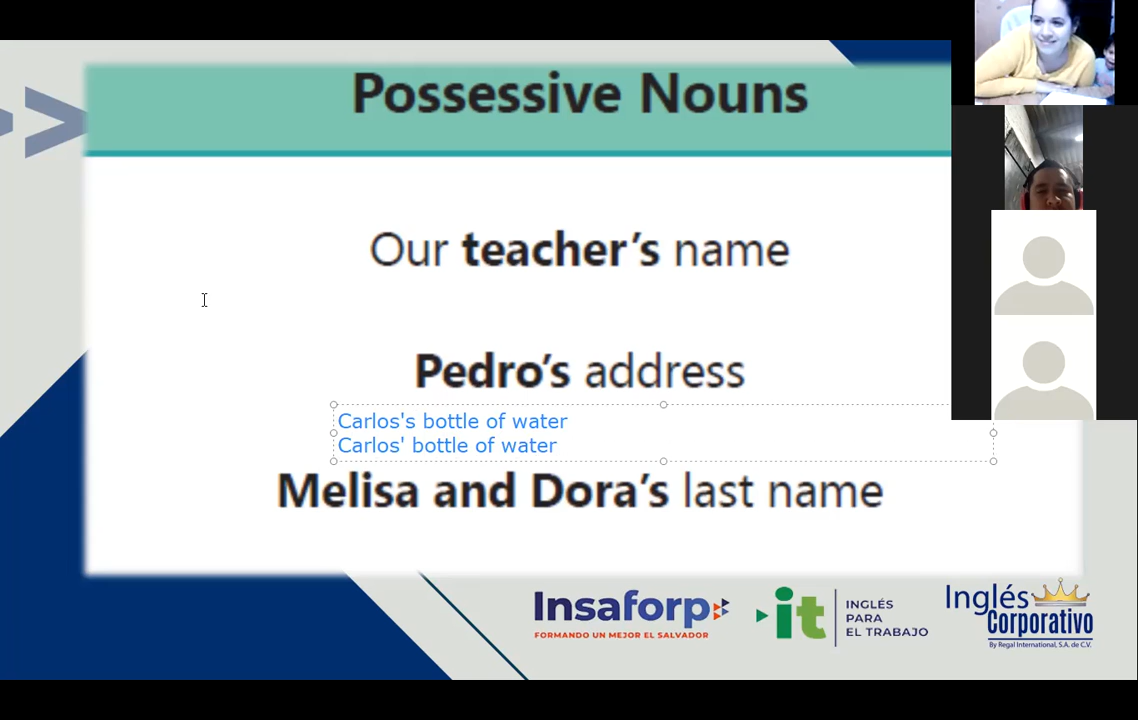 Possessive Nouns
Our teacher's name
Pedro's address
Carlos's bottle of water
Carlos' bottle of water
Melisa and Dora's last name
Insaforp
FORMANDO UN MEJOR EL SALVADOR
it
INGLÉS
PARA
EL TRABAJO
Inglés
Corporativo
By Regal International, S.A. de C.V.